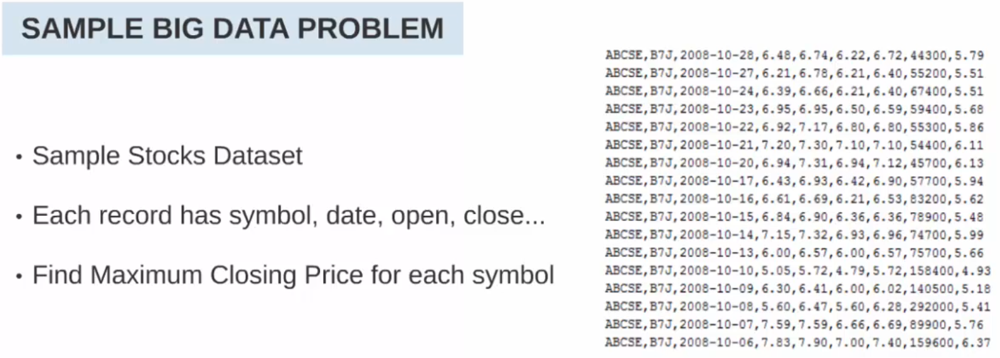 SAMPLE BIG DATA PROBLEM
• Sample Stocks Dataset
• Each record has symbol, date, open, close...
• Find Maximum Closing Price for each symbol
ABCSE,B7J,2008-10-28,6.48,6.74,6.22,6.72,44300,5.79
ABCSE,B7J,2008-10-27,6.21,6.78,6.21,6.40,55200,5.51
ABCSE,B7J,2008-10-24,6.39,6.66,6.21,6.40,67400,5.51
ABCSE,B7J,2008-10-23,6.95,6.95,6.50,6.59,59400,5.68
ABCSE,B7J,2008-10-22,6.92,7.17,6.80,6.80,55300,5.86
ABCSE,B7J,2008-10-21,7.20,7.30,7.10,7.10,54400,6.11
ABCSE,B7J,2008-10-20,6.94,7.31,6.94,7.12,45700,6.13
ABCSE,B7J,2008-10-17,6.43,6.93,6.42,6.90,57700,5.94
ABCSE,B7J,2008-10-16,6.61,6.69,6.21,6.53,83200,5.62
ABCSE,B7J,2008-10-15,6.84,6.90,6.36,6.36,78900,5.48
ABCSE,B7J,2008-10-14,7.15,7.32,6.93,6.96,74700,5.99
ABCSE,B7J,2008-10-13,6.00,6.57,6.00,6.57,75700,5.66
ABCSE,B7J,2008-10-10,5.05,5.72,4.79,5.72,158400,4.93
ABCSE,B7J,2008-10-09,6.30,6.41,6.00,6.02,140500,5.18
ABCSE,B7J,2008-10-08,5.60,6.47,5.60,6.28,292000,5.41
ABCSE,B7J,2008-10-07,7.59,7.59,6.66,6.69,89900,5.76
ABCSE,B7J,2008-10-06,7.83,7.90,7.00,7.40,159600,6.37